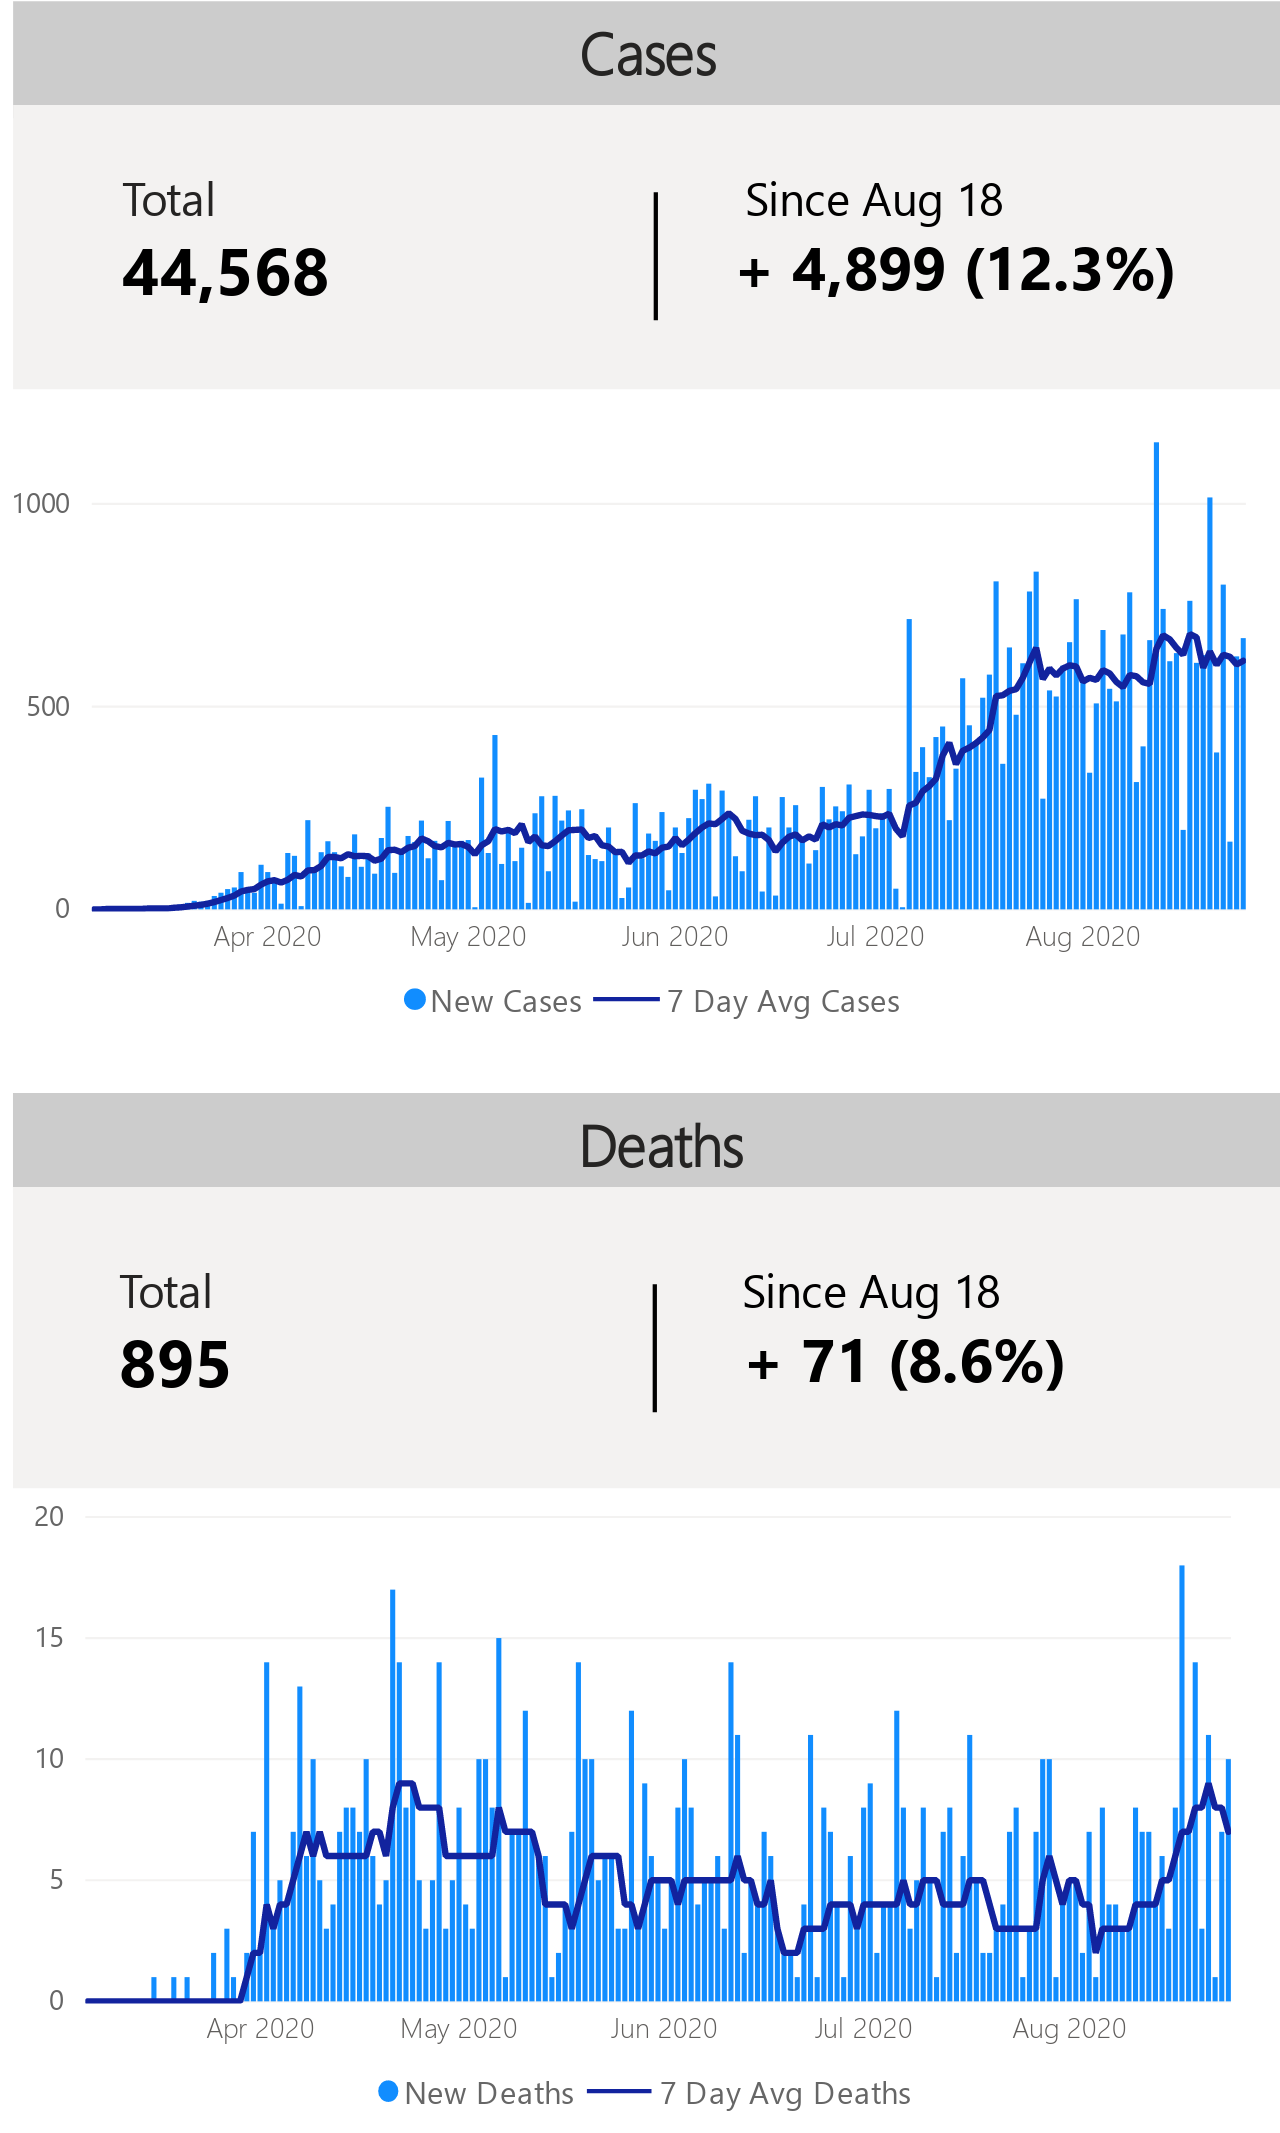 Cases
Total
Since Aug 18
44,568
+ 4,899 (12.3%)
1000
500
0
Apr 2020
May 2020
Jun 2020
Jul 2020
Aug 2020
New Cases
7 Day Avg Cases
Deaths
Total
Since Aug 18
895
+ 71 (8.6%)
20
15
10
5
0
Apr 2020
May 2020
Jun 2020
Jul 2020
Aug 2020
New Deaths
7 Day Avg Deaths